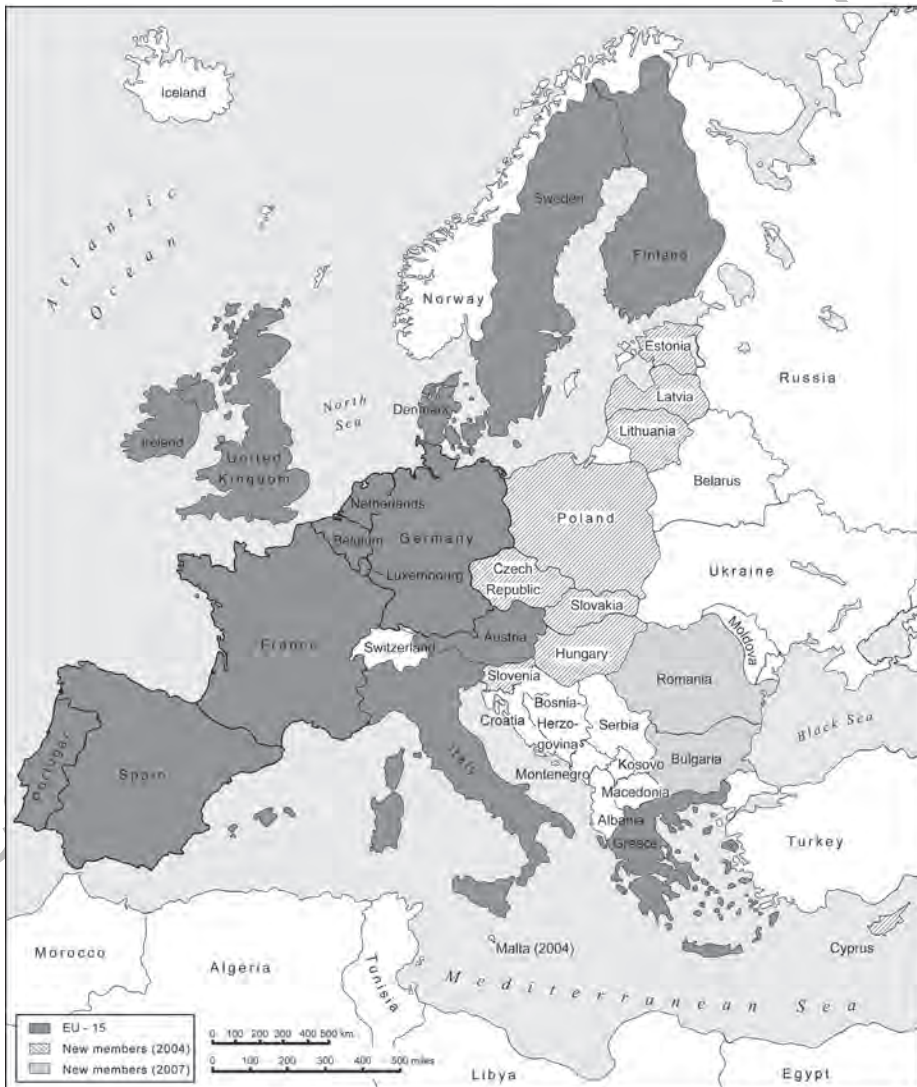 Iceland
Atlantic
Ocean
Sweden
Finland
Norway
Russia
Estonia
Latvia
Lithuania
North
Sea
Denmark
Ireland
United
Kingdom
Belarus
Netherlands
Poland
Belgium
Germany
Luxembourg
Czech
Republic
Ukraine
Slovakia
France
Switzerland
Austria
Hungary
Moldova
Slovenia
Romania
Croatia
Bosnia-
Herzo-
govina
Serbia
Black Sea
Portugal
Spain
Italy
Montenegro
Kosovo
Bulgaria
Macedonia
Albania
Greece
Turkey
Malta (2004)
Cyprus
Morocco
Algeria
Tunisia
Mediterranean Sea
EU - 15
New members (2004)
New members (2007)
0 100 200 300 400 500 km.
0 100 200 300 400 500 miles
Libya
Egypt